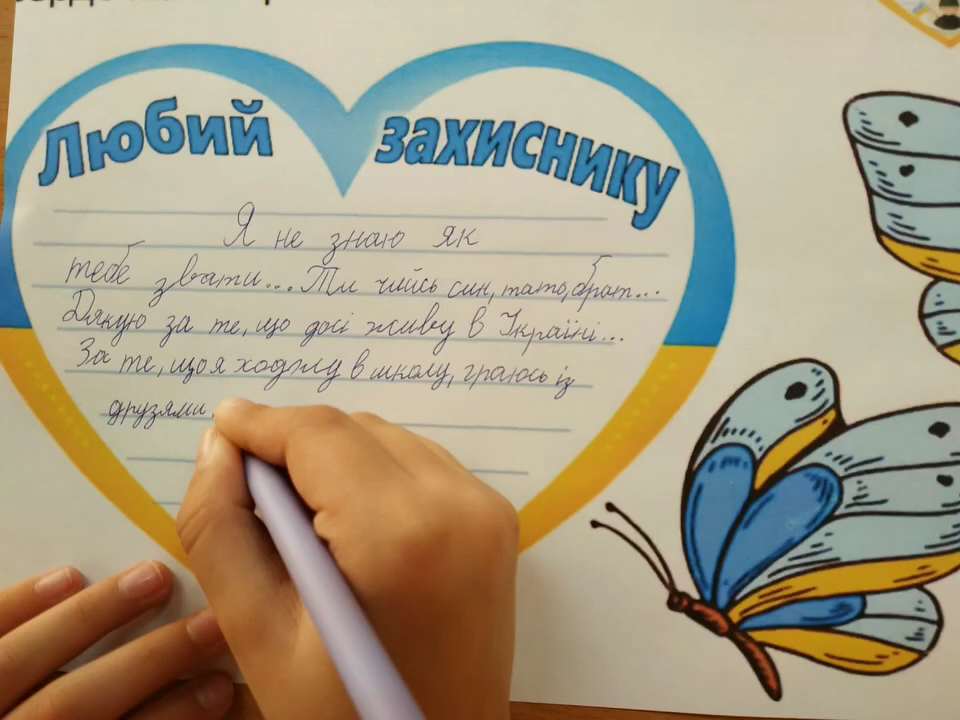 Любий захиснику
Я не знаю як
тебе звати... Ти чийсь син, тато, брат...
Дякую за те, що досі живу в Україні...
За те, що я ходжу в школу, граюсь із
друзями.